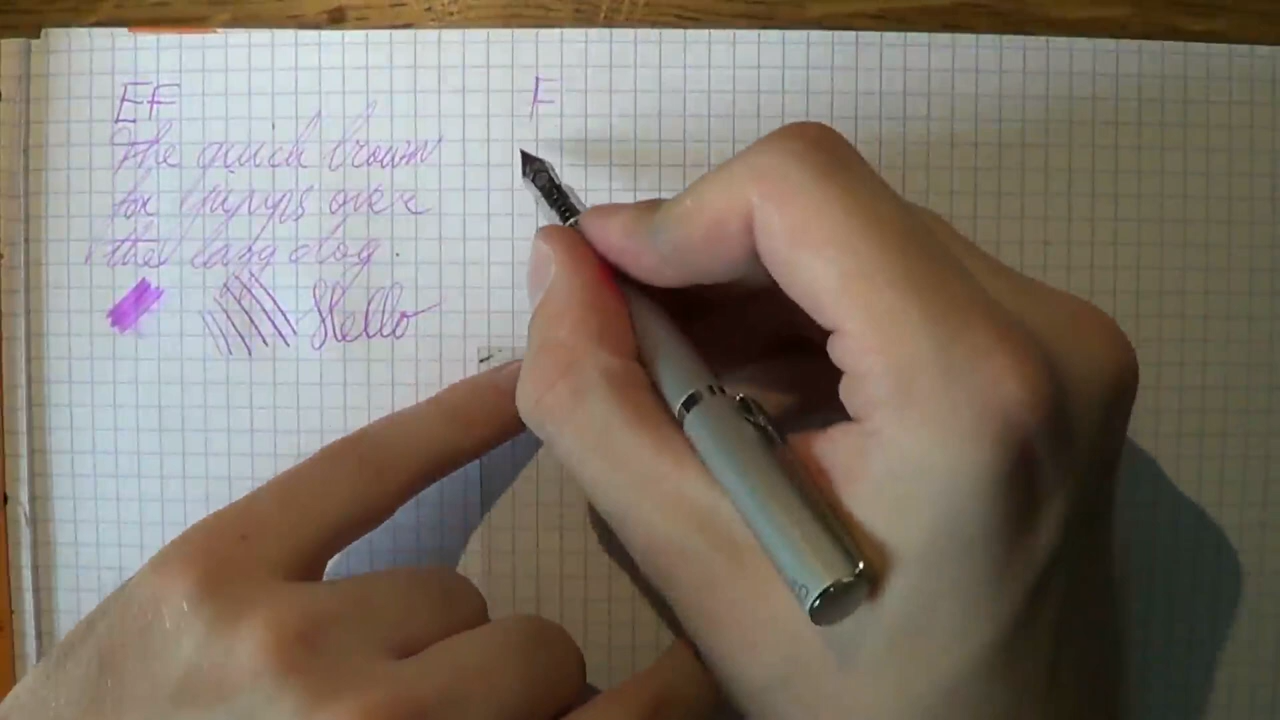 EF
The quick brown
fox jumps over
the lazy dog.
Hello
F